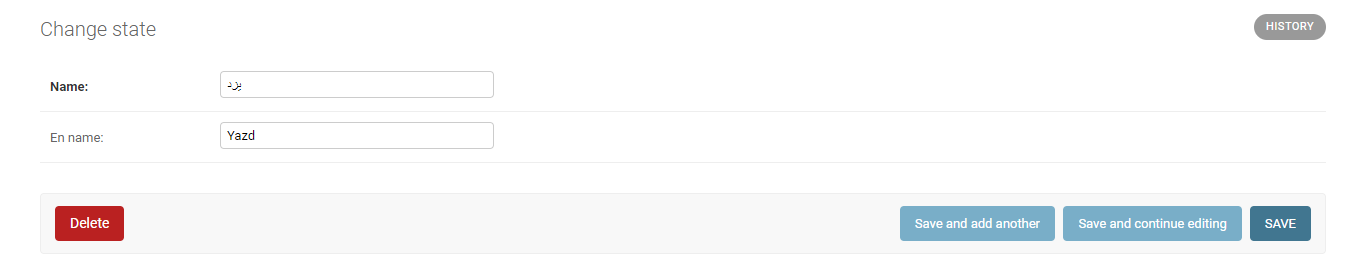 Change state
HISTORY
Name:
یزد
En name:
Yazd
Delete
Save and add another
Save and continue editing
SAVE